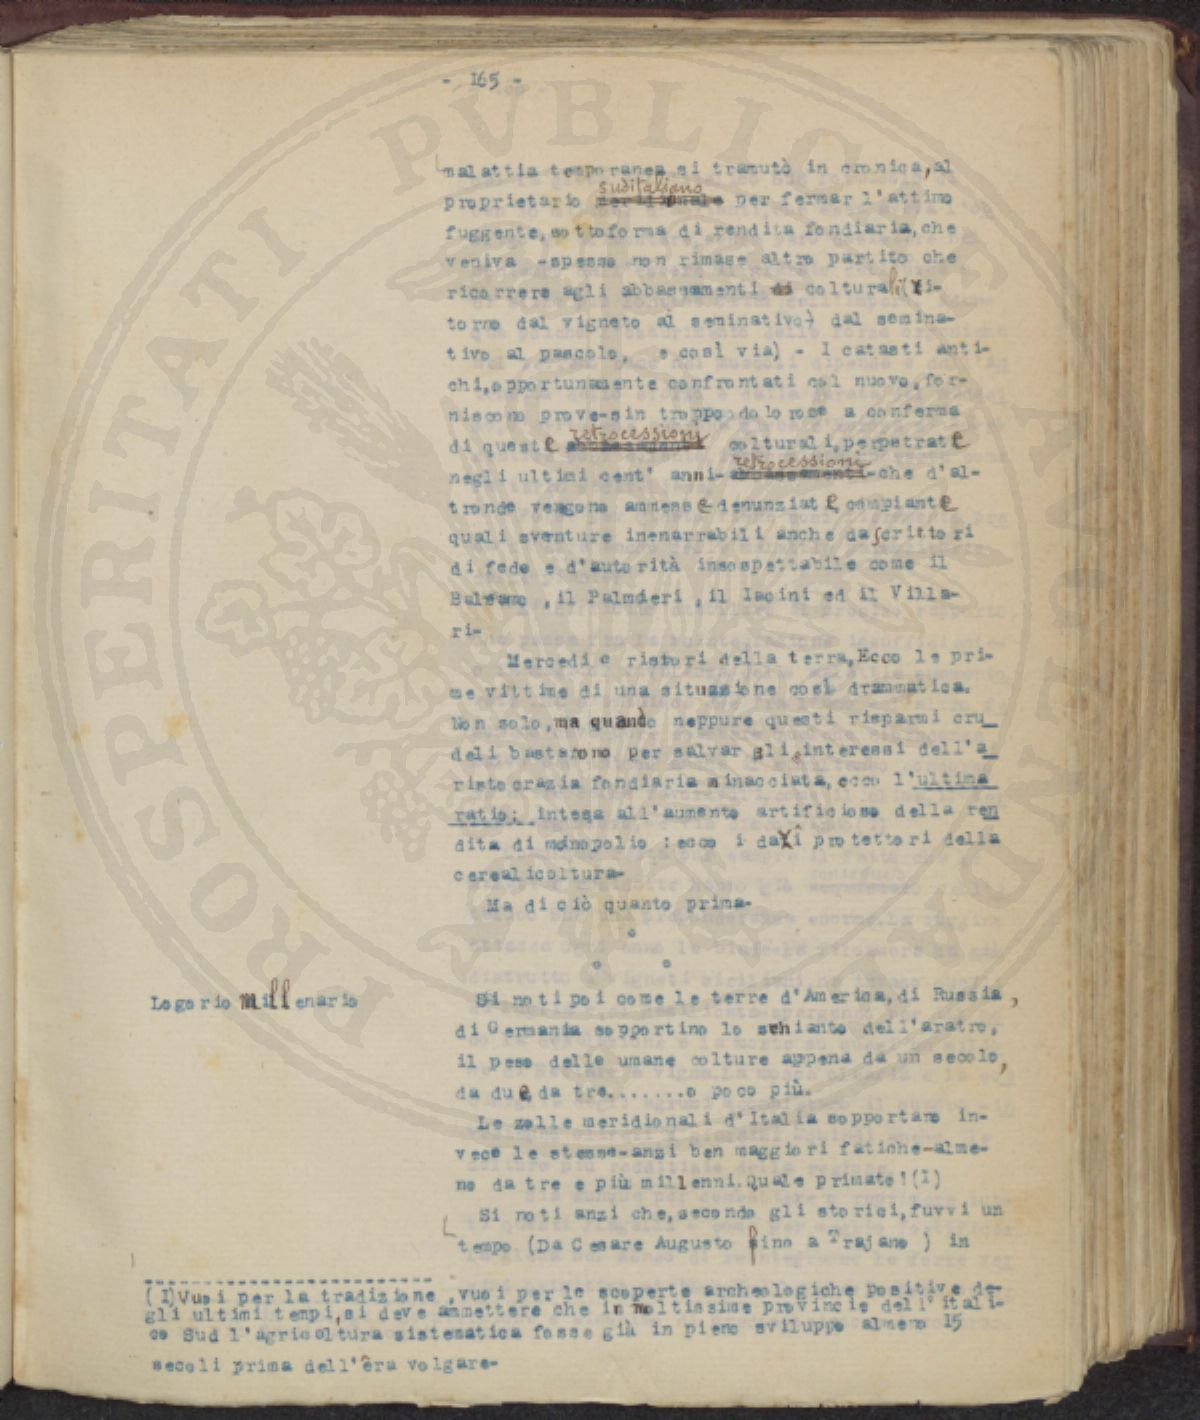 - 165 -
malattia temporanea si tramutò in cronica, al
suditaliano
proprietario meridionale per fermar l'attimo
fuggente, sottoforma di rendita fondiaria, che
veniva -spesso non rimase altro partito che
ricorrere agli abbassamenti di colturali (ri-
torno dal vigneto al seminativo, dal semina-
tivo al pascolo, e così via) - I catasti anti-
chi, opportunamente confrontati col nuovo, for-
niscono prove-sin troppo dolorose a conferma
retrocessioni
di queste abbassamenti colturali, perpetrate
retrocessioni
negli ultimi cent' anni-abbassamenti-che d'al-
tronde vengono ammesse denunziate, compiante
quali sventure inenarrabili anche da scrittori
di fede e d'autorità insospettabile come il
Balsamo , il Palmieri , il Iacini ed il Villa-
ri-
Mercedi e ristori della terra, Ecco le pri-
me vittime di una situazione così drammatica.
Non solo, ma quando neppure questi risparmi cru_
deli bastarono per salvar gli interessi dell'a_
ristocrazia fondiaria minacciata, ecco l'ultima
ratio; intesa all'aumento artificioso della ren
dita di monopolio : ecco i dazî protettori della
cerealicoltura-
Ma di ciò quanto prima-
°
° °
Logorio millenario
Si noti poi come le terre d'America, di Russia,
di Germania sopportino lo schianto dell'aratro,
il peso delle umane colture appena da un secolo,
da due, da tre........o poco più.
Le zolle meridionali d'Italia sopportano in-
vece le stesse-anzi ben maggiori fatiche-alme-
no da tre e più millenni. Quale primato! (I)
Si noti anzi che, secondo gli storici, fuvvi un
tempo (Da Cesare Augusto fino a Trajano ) in
(I) Vuoi per la tradizione , vuoi per le scoperte archeologiche positive de-
gli ultimi tempi, si deve ammettere che in moltissime provincie dell' itali-
co Sud l'agricoltura sistematica fosse già in pieno sviluppo almeno 15
secoli prima dell'êra volgare-
PROSPERITATI PVBLICAE AVGENDAE